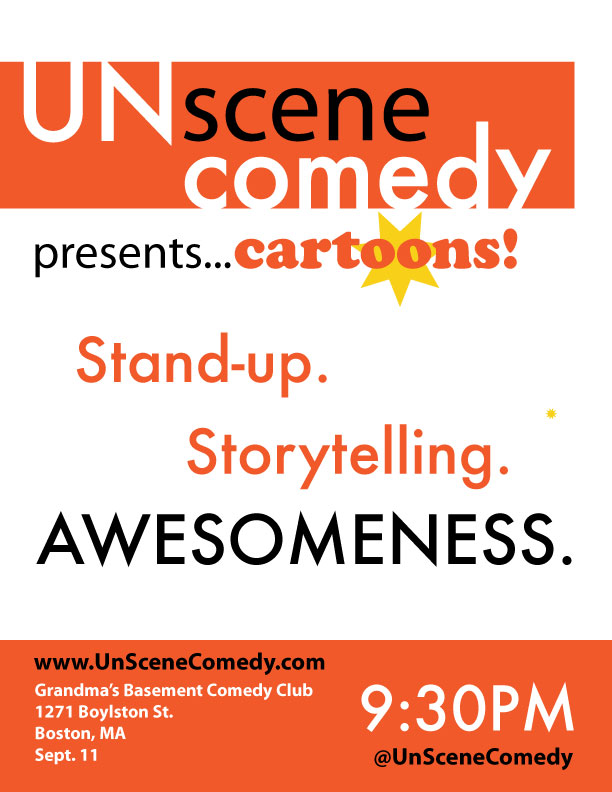 UNscene
comedy
presents...cartoons!
Stand-up.
Storytelling.
AWESOMENESS.
www.UnSceneComedy.com
Grandma's Basement Comedy Club
1271 Boylston St.
Boston, MA
Sept. 11
9:30PM
@UnSceneComedy